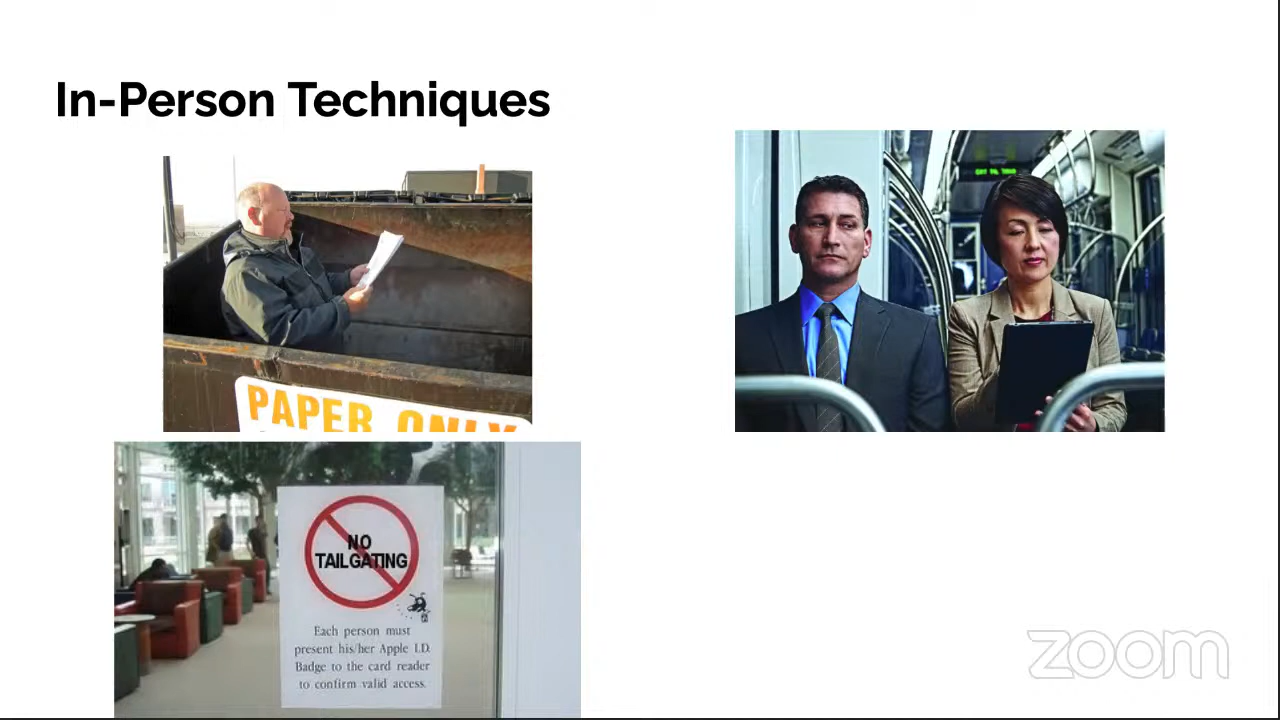 In-Person Techniques
PAPER ONLY
NO
TAILGATING
Each person must
present his/her Apple I.D.
Badge to the card reader
to confirm valid access.
zoom